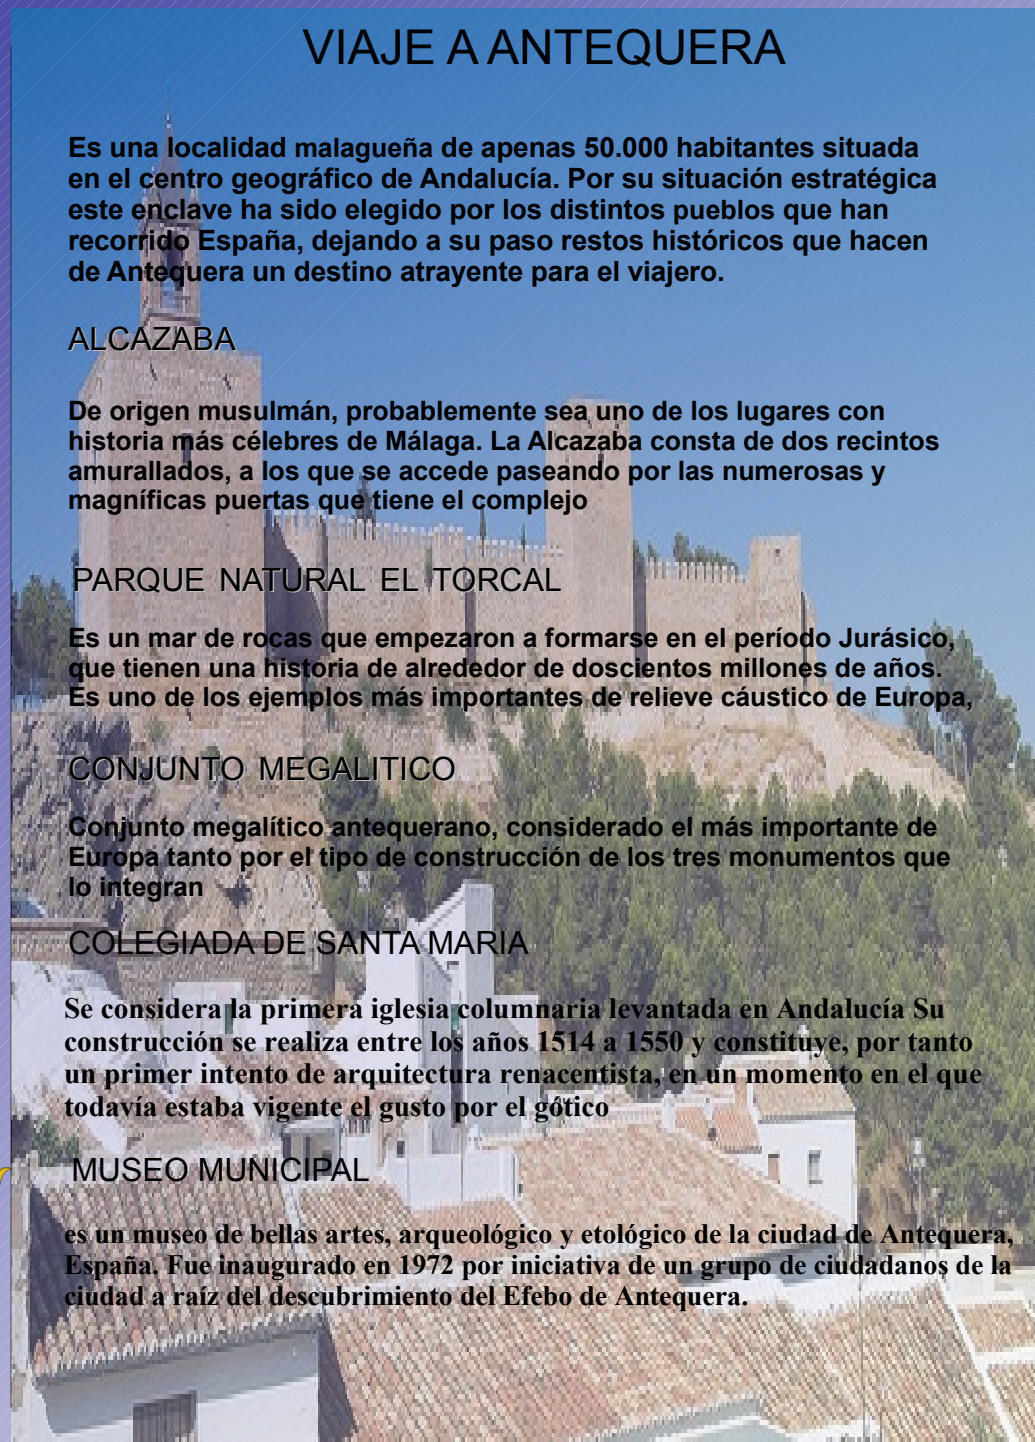 VIAJE A ANTEQUERA
Es una localidad malagueña de apenas 50.000 habitantes situada
en el centro geográfico de Andalucía. Por su situación estratégica
este enclave ha sido elegido por los distintos pueblos que han
recorrido España, dejando a su paso restos históricos que hacen
de Antequera un destino atrayente para el viajero.
ALCAZABA
De origen musulmán, probablemente sea uno de los lugares con
historia más célebres de Málaga. La Alcazaba consta de dos recintos
amurallados, a los que se accede paseando por las numerosas y
magníficas puertas que tiene el complejo
PARQUE NATURAL EL TORCAL
Es un mar de rocas que empezaron a formarse en el período Jurásico,
que tienen una historia de alrededor de doscientos millones de años.
Es uno de los ejemplos más importantes de relieve cáustico de Europa,
CONJUNTO MEGALITICO
Conjunto megalítico antequerano, considerado el más importante de
Europa tanto por el tipo de construcción de los tres monumentos que
lo integran
COLEGIADA DE SANTA MARIA
Se considera la primera iglesia columnaria levantada en Andalucía Su
construcción se realiza entre los años 1514 a 1550 y constituye, por tanto
un primer intento de arquitectura renacentista, en un momento en el que
todavía estaba vigente el gusto por el gótico
MUSEO MUNICIPAL
es un museo de bellas artes, arqueológico y etológico de la ciudad de Antequera,
España. Fue inaugurado en 1972 por iniciativa de un grupo de ciudadanos de la
ciudad a raíz del descubrimiento del Efebo de Antequera.